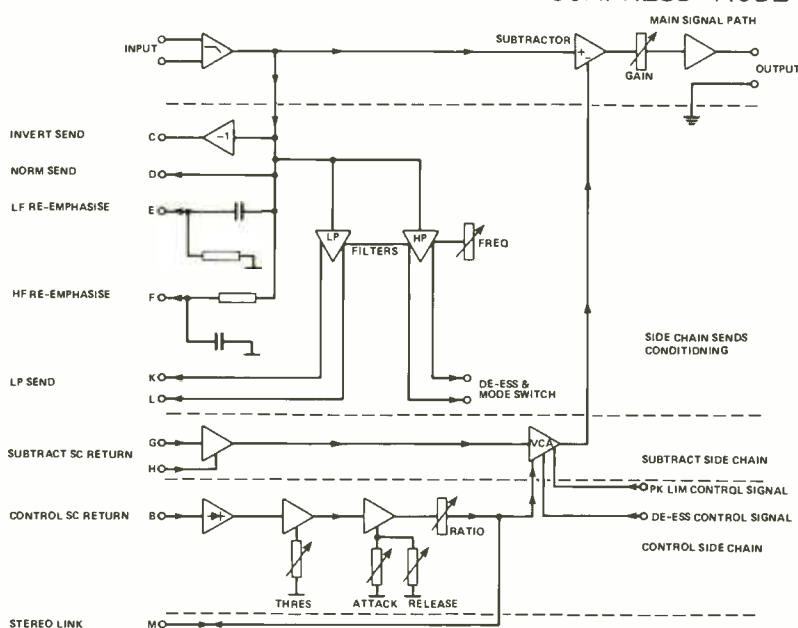 COMPRESS MODE
MAIN SIGNAL PATH
INPUT
SUBTRACTOR
+
−
GAIN
OUTPUT
INVERT SEND
C
-1
NORM SEND
D
LF RE-EMPHASISE
E
LP
HP
FILTERS
FREQ
HF RE-EMPHASISE
F
SIDE CHAIN SENDS
CONDITIONING
LP SEND
K
L
DE-ESS &
MODE SWITCH
SUBTRACT SC RETURN
G
H
VCA
SUBTRACT SIDE CHAIN
PK LIM CONTROL SIGNAL
CONTROL SC RETURN
B
RATIO
DE-ESS CONTROL SIGNAL
CONTROL SIDE CHAIN
THRES
ATTACK
RELEASE
STEREO LINK
M